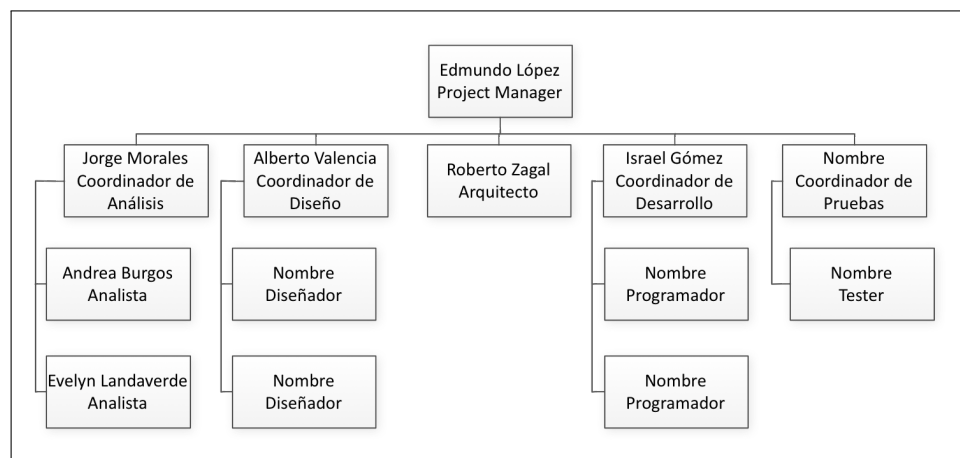 Edmundo López
Project Manager
Jorge Morales
Coordinador de
Análisis
Alberto Valencia
Coordinador de
Diseño
Roberto Zagal
Arquitecto
Israel Gómez
Coordinador de
Desarrollo
Nombre
Coordinador de
Pruebas
Andrea Burgos
Analista
Nombre
Diseñador
Nombre
Programador
Nombre
Tester
Evelyn Landaverde
Analista
Nombre
Diseñador
Nombre
Programador